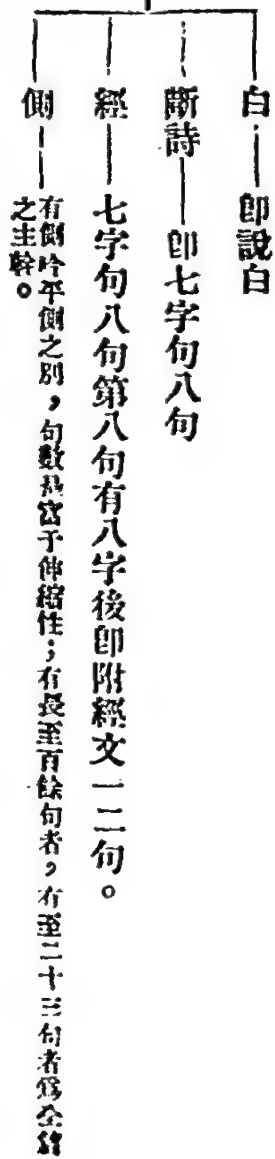 白——即說白
斷詩——即七字句八句
經——七字句八句第八句有八字後即附經文一二句。
側——有側吟平側之別，句數甚富于伸縮性；有長至百餘句者，有至二十三句者爲全經
之主幹。